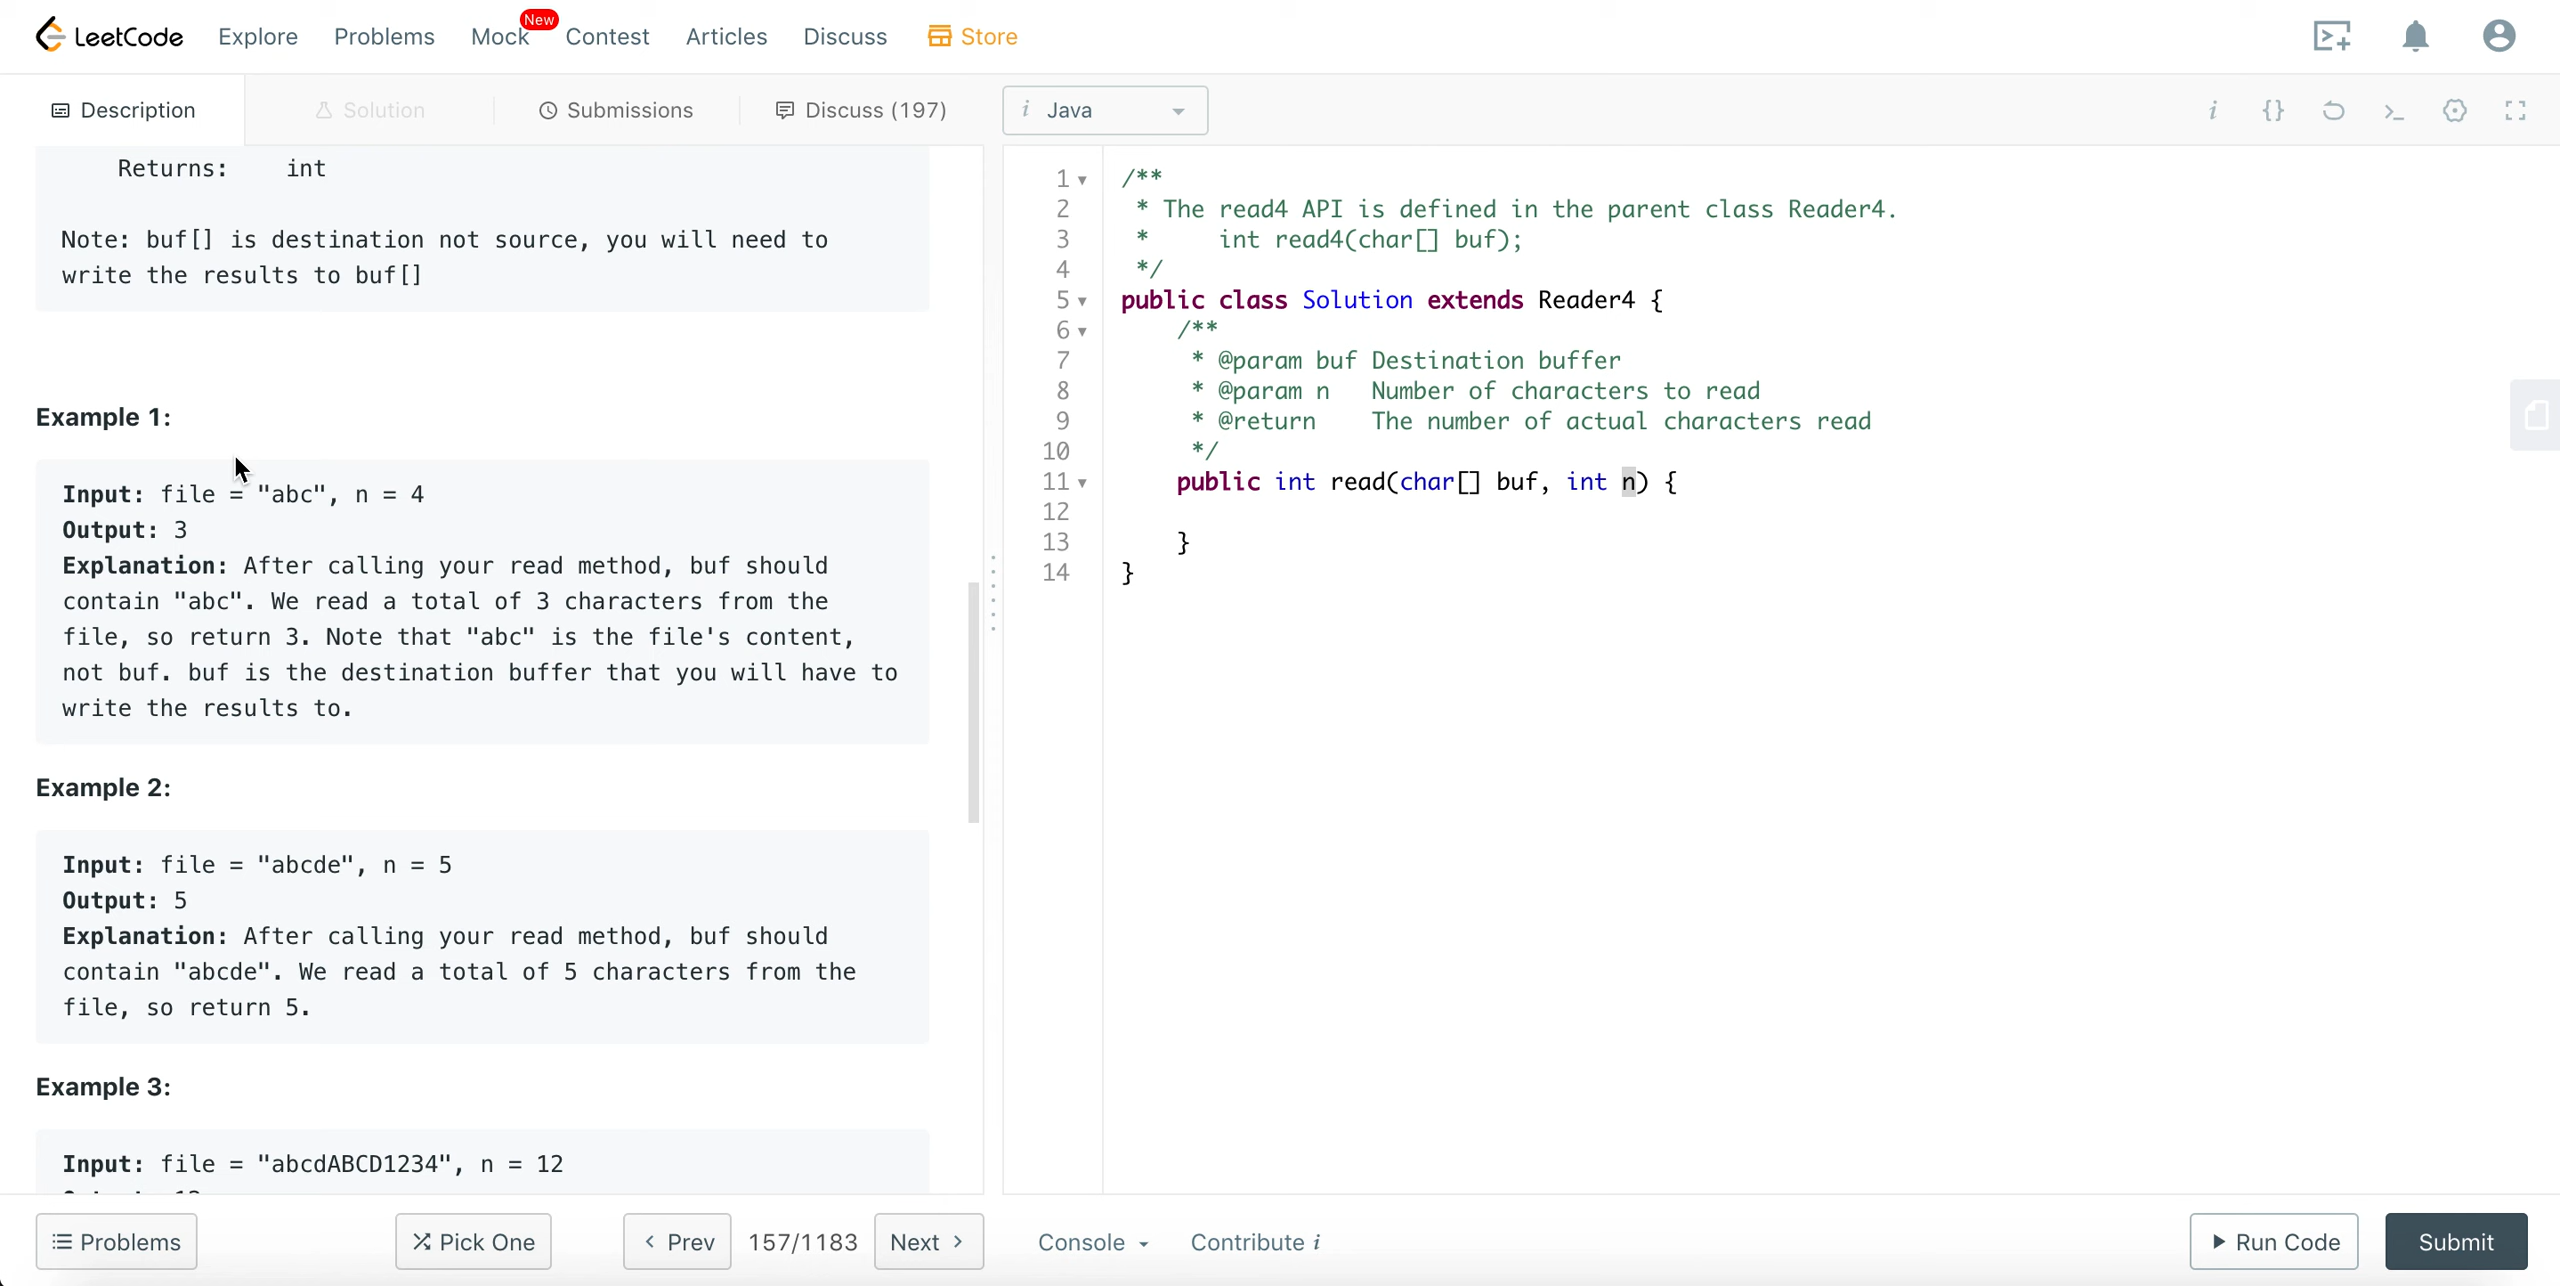 LeetCode Explore Problems Mock New Contest Articles Discuss Store
Description Solution Submissions Discuss (197) i Java i {}
Returns: int
Note: buf[] is destination not source, you will need to
write the results to buf[]
Example 1:
Input: file = "abc", n = 4
Output: 3
Explanation: After calling your read method, buf should
contain "abc". We read a total of 3 characters from the
file, so return 3. Note that "abc" is the file's content,
not buf. buf is the destination buffer that you will have to
write the results to.
Example 2:
Input: file = "abcde", n = 5
Output: 5
Explanation: After calling your read method, buf should
contain "abcde". We read a total of 5 characters from the
file, so return 5.
Example 3:
Input: file = "abcdABCD1234", n = 12
1 /**
2 * The read4 API is defined in the parent class Reader4.
3 * int read4(char[] buf);
4 */
5 public class Solution extends Reader4 {
6 /**
7 * @param buf Destination buffer
8 * @param n Number of characters to read
9 * @return The number of actual characters read
10 */
11 public int read(char[] buf, int n) {
12
13 }
14 }
Problems Pick One < Prev 157/1183 Next > Console Contribute i Run Code Submit